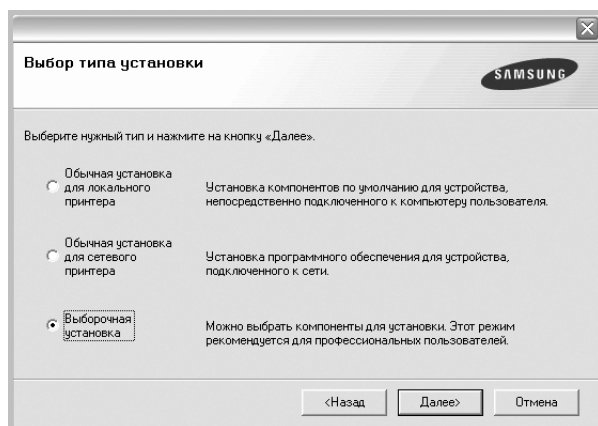 Выбор типа установки
SAMSUNG
Выберите нужный тип и нажмите на кнопку «Далее».
Обычная установка
для локального
принтера
Установка компонентов по умолчанию для устройства,
непосредственно подключенного к компьютеру пользователя.
Обычная установка
для сетевого
принтера
Установка программного обеспечения для устройства,
подключенного к сети.
Выборочная
установка
Можно выбрать компоненты для установки. Этот режим
рекомендуется для профессиональных пользователей.
<Назад
Далее>
Отмена